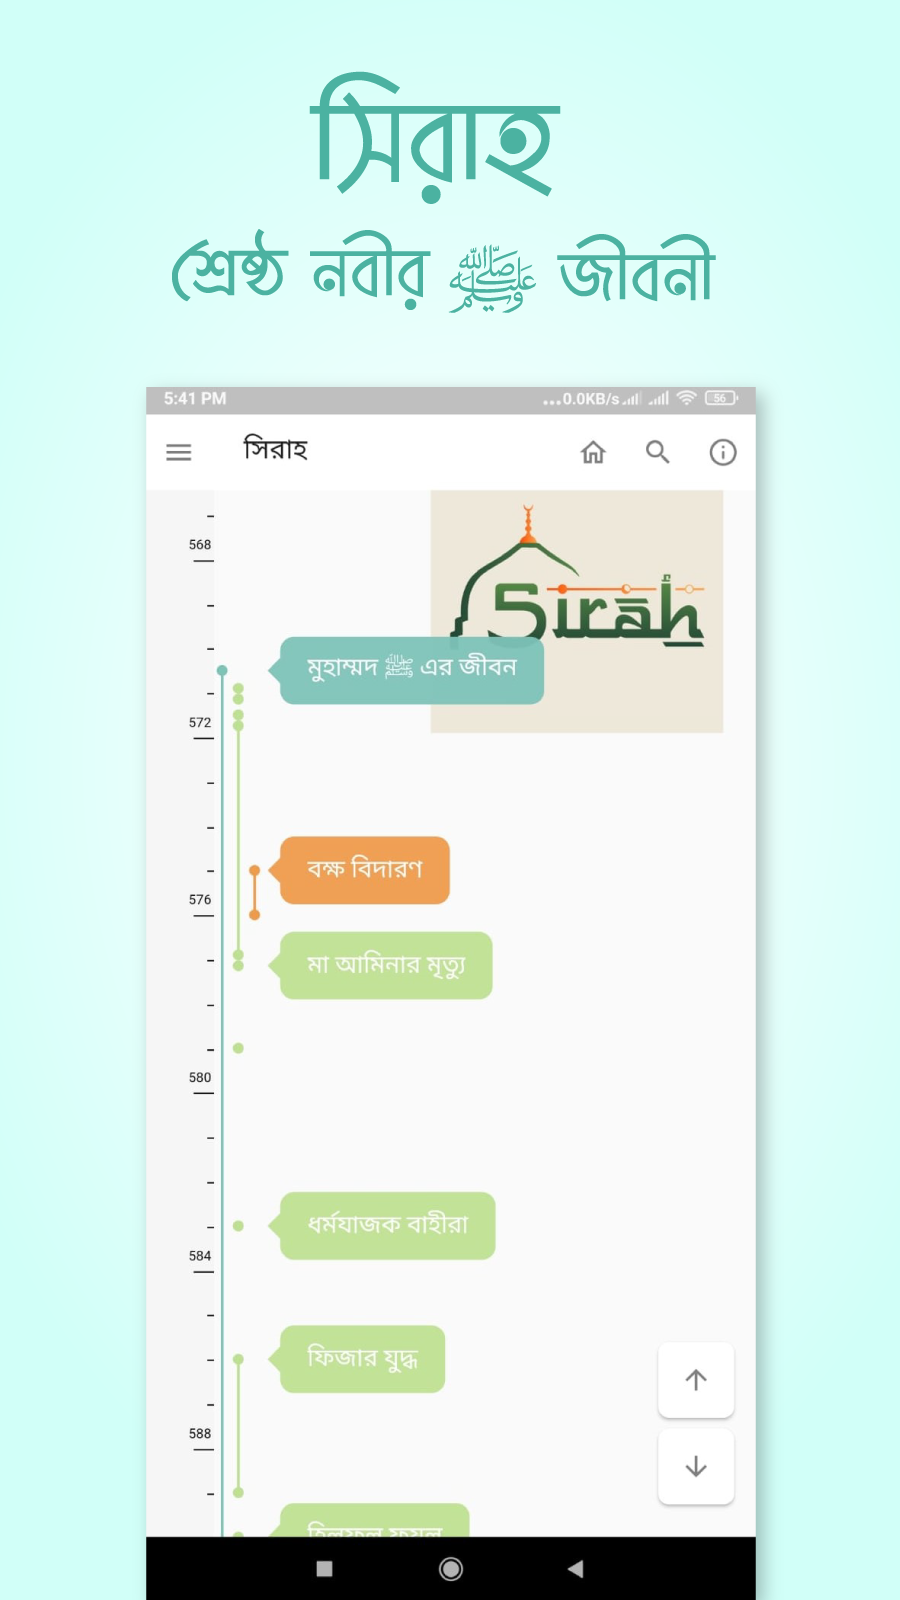 সিরাহ
শ্রেষ্ঠ নবীর ﷺ জীবনী
5:41 PM ...0.0KB/s 56
সিরাহ
568
Sirah
মুহাম্মদ ﷺ এর জীবন
572
বক্ষ বিদারণ
576
মা আমিনার মৃত্যু
580
ধর্মযাজক বাহীরা
584
ফিজার যুদ্ধ
588
হিলফুল ফুযুল